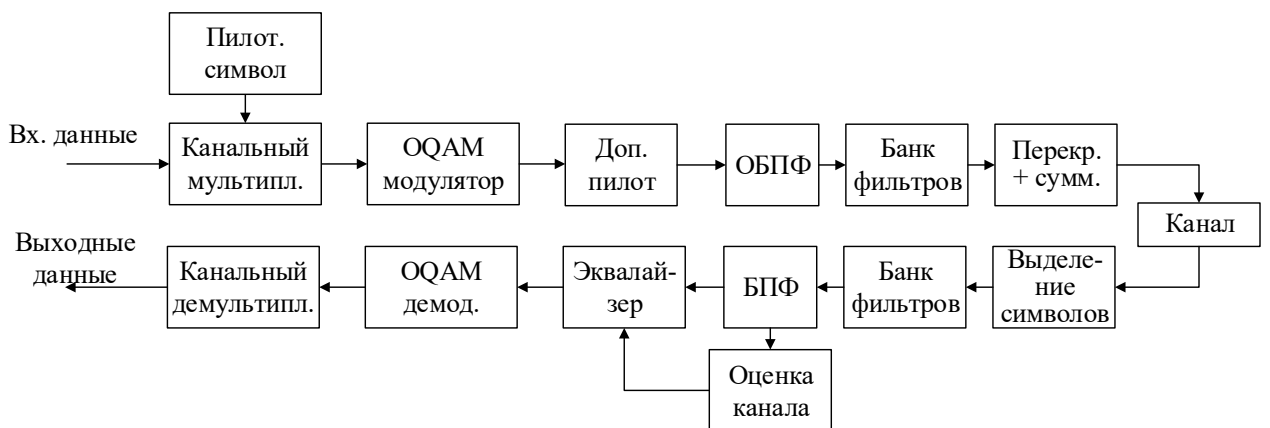 Пилот.
символ
Вх. данные
Канальный
мультипл.
OQAM
модулятор
Доп.
пилот
ОБПФ
Банк
фильтров
Перекр.
+ сумм.
Канал
Выходные
данные
Канальный
демультипл.
OQAM
демод.
Эквалай-
зер
БПФ
Банк
фильтров
Выделе-
ние
символов
Оценка
канала